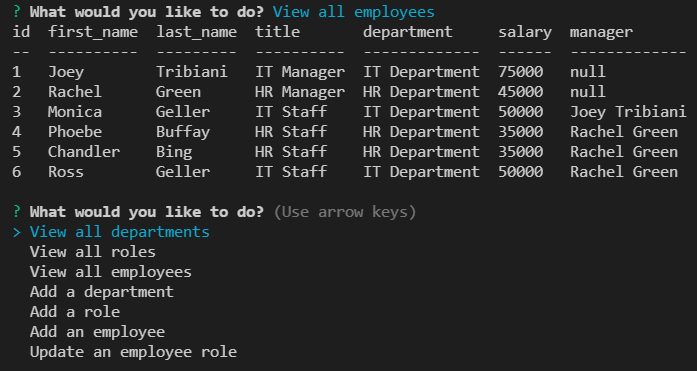 ? What would you like to do? View all employees
id  first_name  last_name  title       department     salary  manager
--  ----------  ---------  ----------  -------------  ------  -------------
1   Joey        Tribiani   IT Manager  IT Department  75000   null
2   Rachel      Green      HR Manager  HR Department  45000   null
3   Monica      Geller     IT Staff    IT Department  50000   Joey Tribiani
4   Phoebe      Buffay     HR Staff    HR Department  35000   Rachel Green
5   Chandler    Bing       HR Staff    HR Department  35000   Rachel Green
6   Ross        Geller     IT Staff    IT Department  50000   Rachel Green
? What would you like to do? (Use arrow keys)
> View all departments
  View all roles
  View all employees
  Add a department
  Add a role
  Add an employee
  Update an employee role